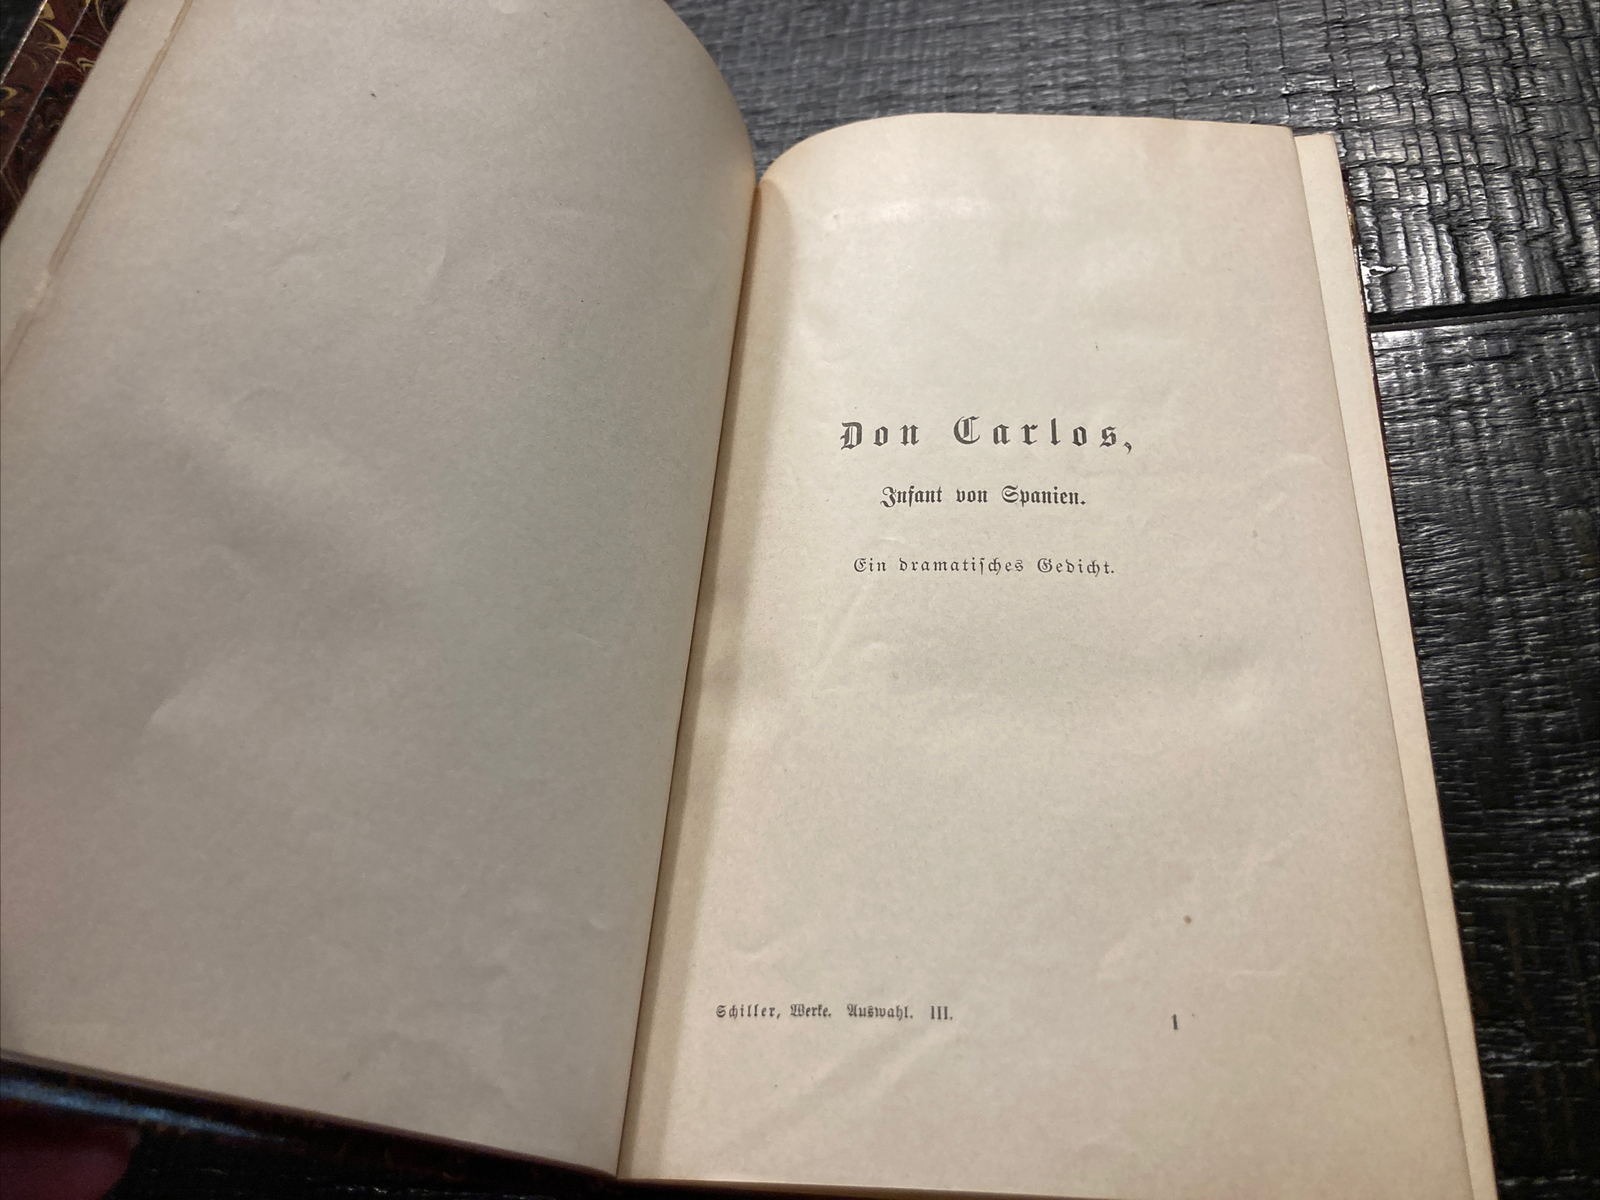 Don Carlos,
Infant von Spanien.
Ein dramatiſches Gedicht.
Schiller, Werke. Auswahl. III.
1